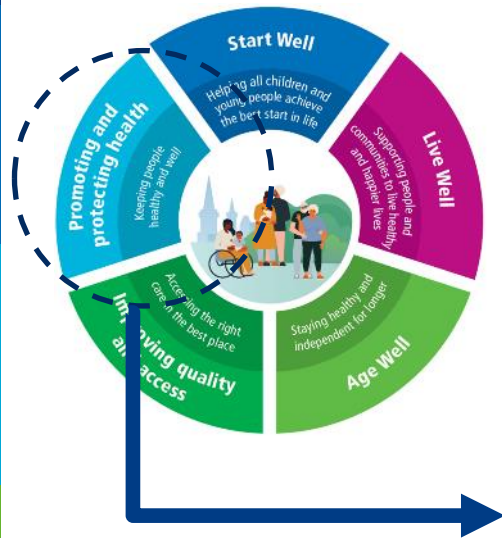 Start Well
Helping all children and
young people achieve
the best start in life
Live Well
Supporting people and
communities to live healthy
and happier lives
Age Well
Staying healthy and
independent for longer
Improving quality
and access
Accessing the right
care in the best place
Promoting and
protecting health
Keeping people
healthy and well